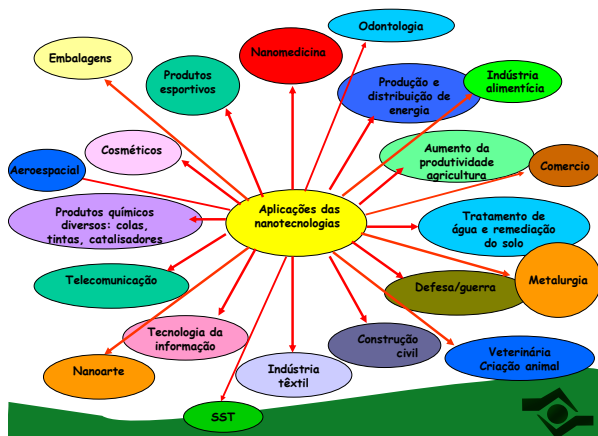 Odontologia
Nanomedicina
Embalagens
Produtos
esportivos
Produção e
distribuição de
energia
Indústria
alimentícia
Cosméticos
Aumento da
produtividade
agricultura
Comercio
Aeroespacial
Produtos químicos
diversos: colas,
tintas, catalisadores
Aplicações das
nanotecnologias
Tratamento de
água e remediação
do solo
Telecomunicação
Defesa/guerra
Metalurgia
Tecnologia da
informação
Construção
civil
Veterinária
Criação animal
Nanoarte
Indústria
têxtil
SST